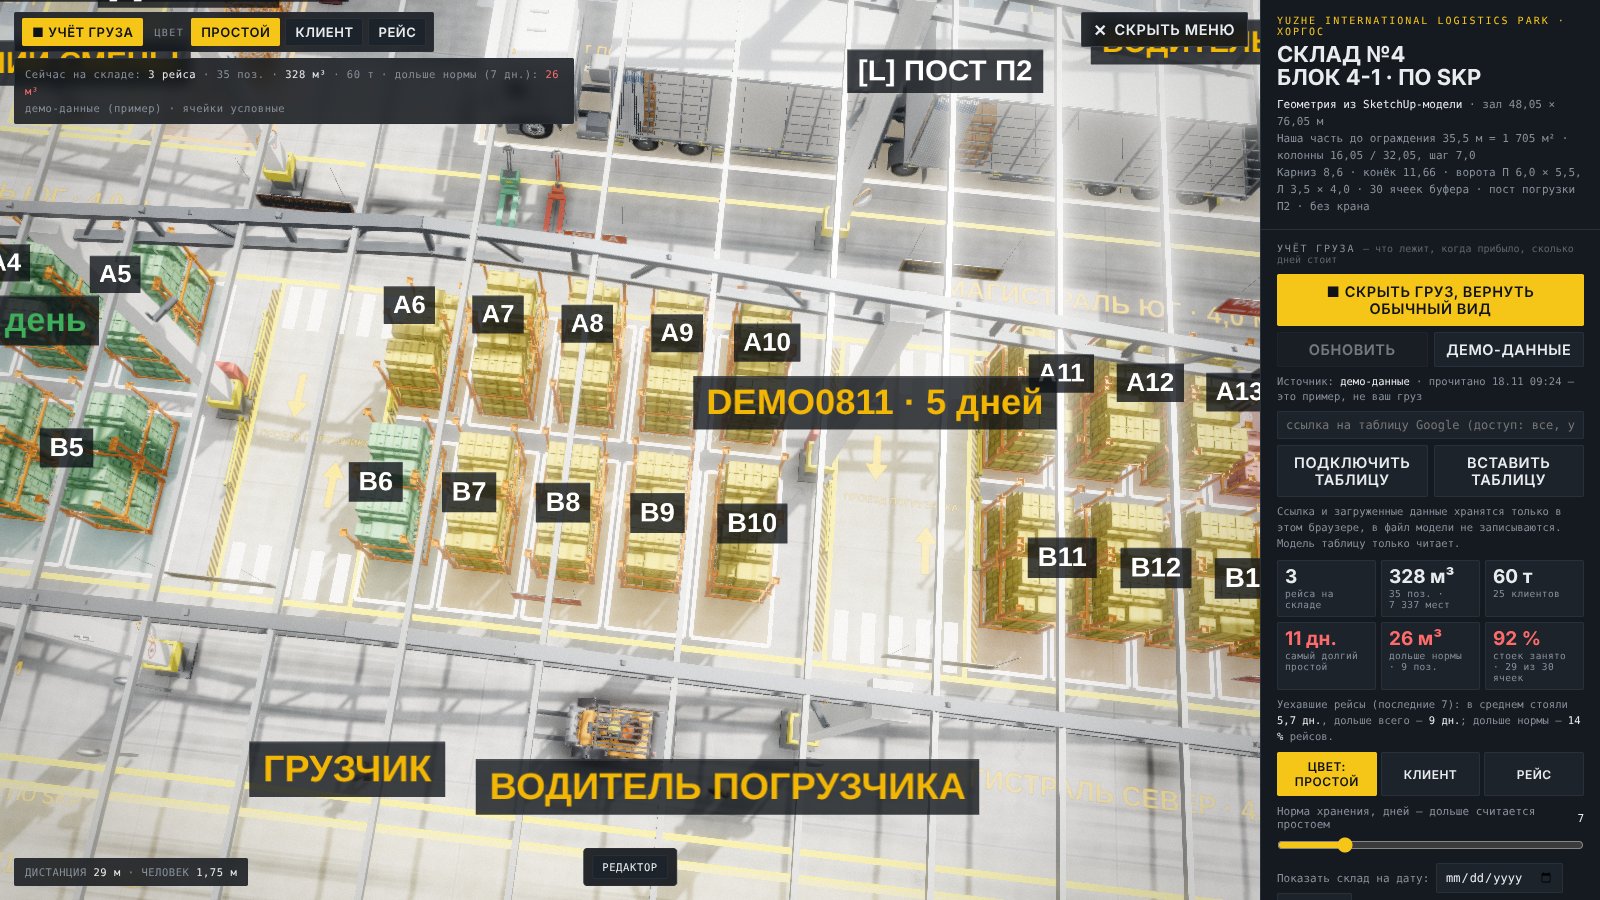 ■ УЧЁТ ГРУЗА ЦВЕТ ПРОСТОЙ КЛИЕНТ РЕЙС
Сейчас на складе: 3 рейса · 35 поз. · 328 м³ · 60 т · дольше нормы (7 дн.): 26
м³
демо-данные (пример) · ячейки условные
✕ СКРЫТЬ МЕНЮ
[L] ПОСТ П2
A4
A5
день
A6
A7
A8
A9
A10
DEMO0811 · 5 дней
A11
A12
A13
B5
B6
B7
B8
B9
B10
B11
B12
B1
ГРУЗЧИК
ВОДИТЕЛЬ ПОГРУЗЧИКА
ДИСТАНЦИЯ 29 м · ЧЕЛОВЕК 1,75 м
РЕДАКТОР
YUZHE INTERNATIONAL LOGISTICS PARK ·
ХОРГОС
СКЛАД №4
БЛОК 4-1 · ПО SKP
Геометрия из SketchUp-модели · зал 48,05 ×
76,05 м
Наша часть до ограждения 35,5 м = 1 705 м² ·
колонны 16,05 / 32,05, шаг 7,0
Карниз 8,6 · конёк 11,66 · ворота П 6,0 × 5,5,
Л 3,5 × 4,0 · 30 ячеек буфера · пост погрузки
П2 · без крана
УЧЁТ ГРУЗА — что лежит, когда прибыло, сколько
дней стоит
■ СКРЫТЬ ГРУЗ, ВЕРНУТЬ
ОБЫЧНЫЙ ВИД
ОБНОВИТЬ ДЕМО-ДАННЫЕ
Источник: демо-данные · прочитано 18.11 09:24 —
это пример, не ваш груз
ссылка на таблицу Google (доступ: все, у
ПОДКЛЮЧИТЬ
ТАБЛИЦУ
ВСТАВИТЬ
ТАБЛИЦУ
Ссылка и загруженные данные хранятся только в
этом браузере, в файл модели не записываются.
Модель таблицу только читает.
3
рейса на
складе
328 м³
35 поз. ·
7 337 мест
60 т
25 клиентов
11 дн.
самый долгий
простой
26 м³
дольше нормы
· 9 поз.
92 %
стоек занято
· 29 из 30
ячеек
Уехавшие рейсы (последние 7): в среднем стояли
5,7 дн., дольше всего — 9 дн.; дольше нормы — 14
% рейсов.
ЦВЕТ:
ПРОСТОЙ
КЛИЕНТ
РЕЙС
Норма хранения, дней — дольше считается
простоем
7
Показать склад на дату: mm/dd/yyyy